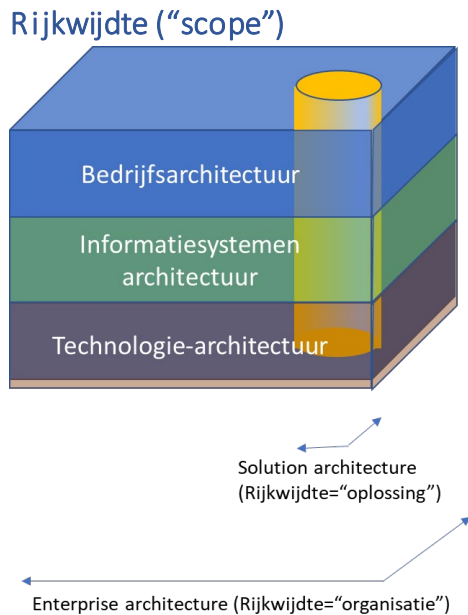 Rijkwijdte (“scope”)
Bedrijfsarchitectuur
Informatiesystemen
architectuur
Technologie-architectuur
Solution architecture
(Rijkwijdte=“oplossing”)
Enterprise architecture (Rijkwijdte=“organisatie”)